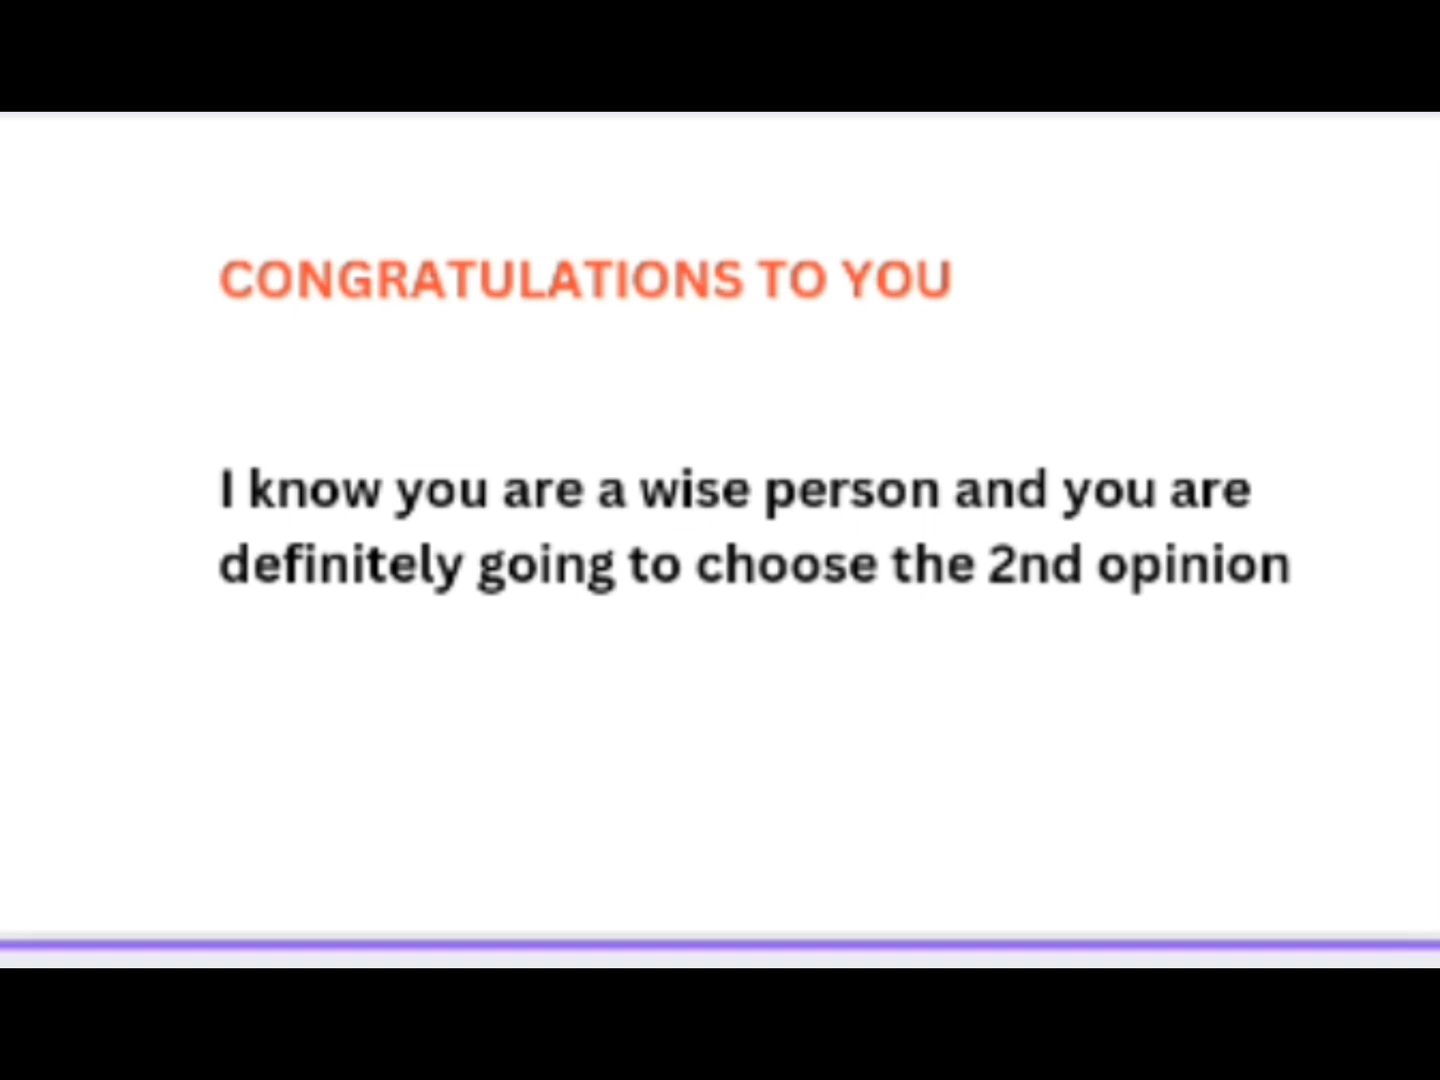 CONGRATULATIONS TO YOU
I know you are a wise person and you are
definitely going to choose the 2nd opinion